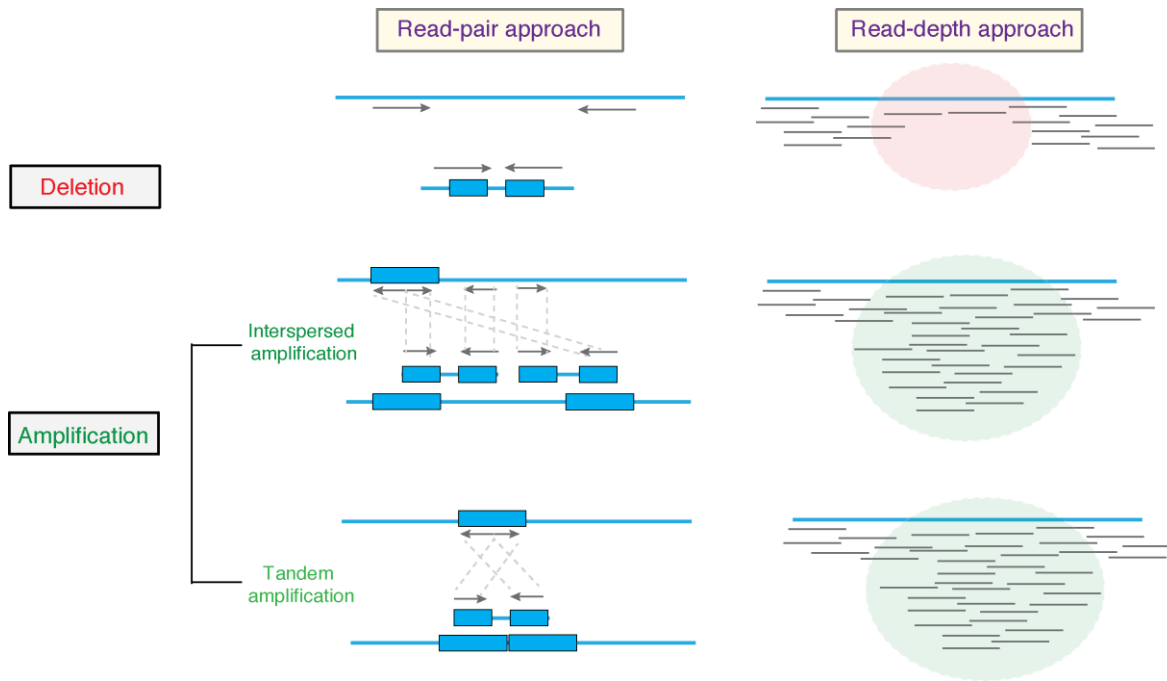 Read-pair approach
Read-depth approach
Deletion
Interspersed
amplification
Amplification
Tandem
amplification